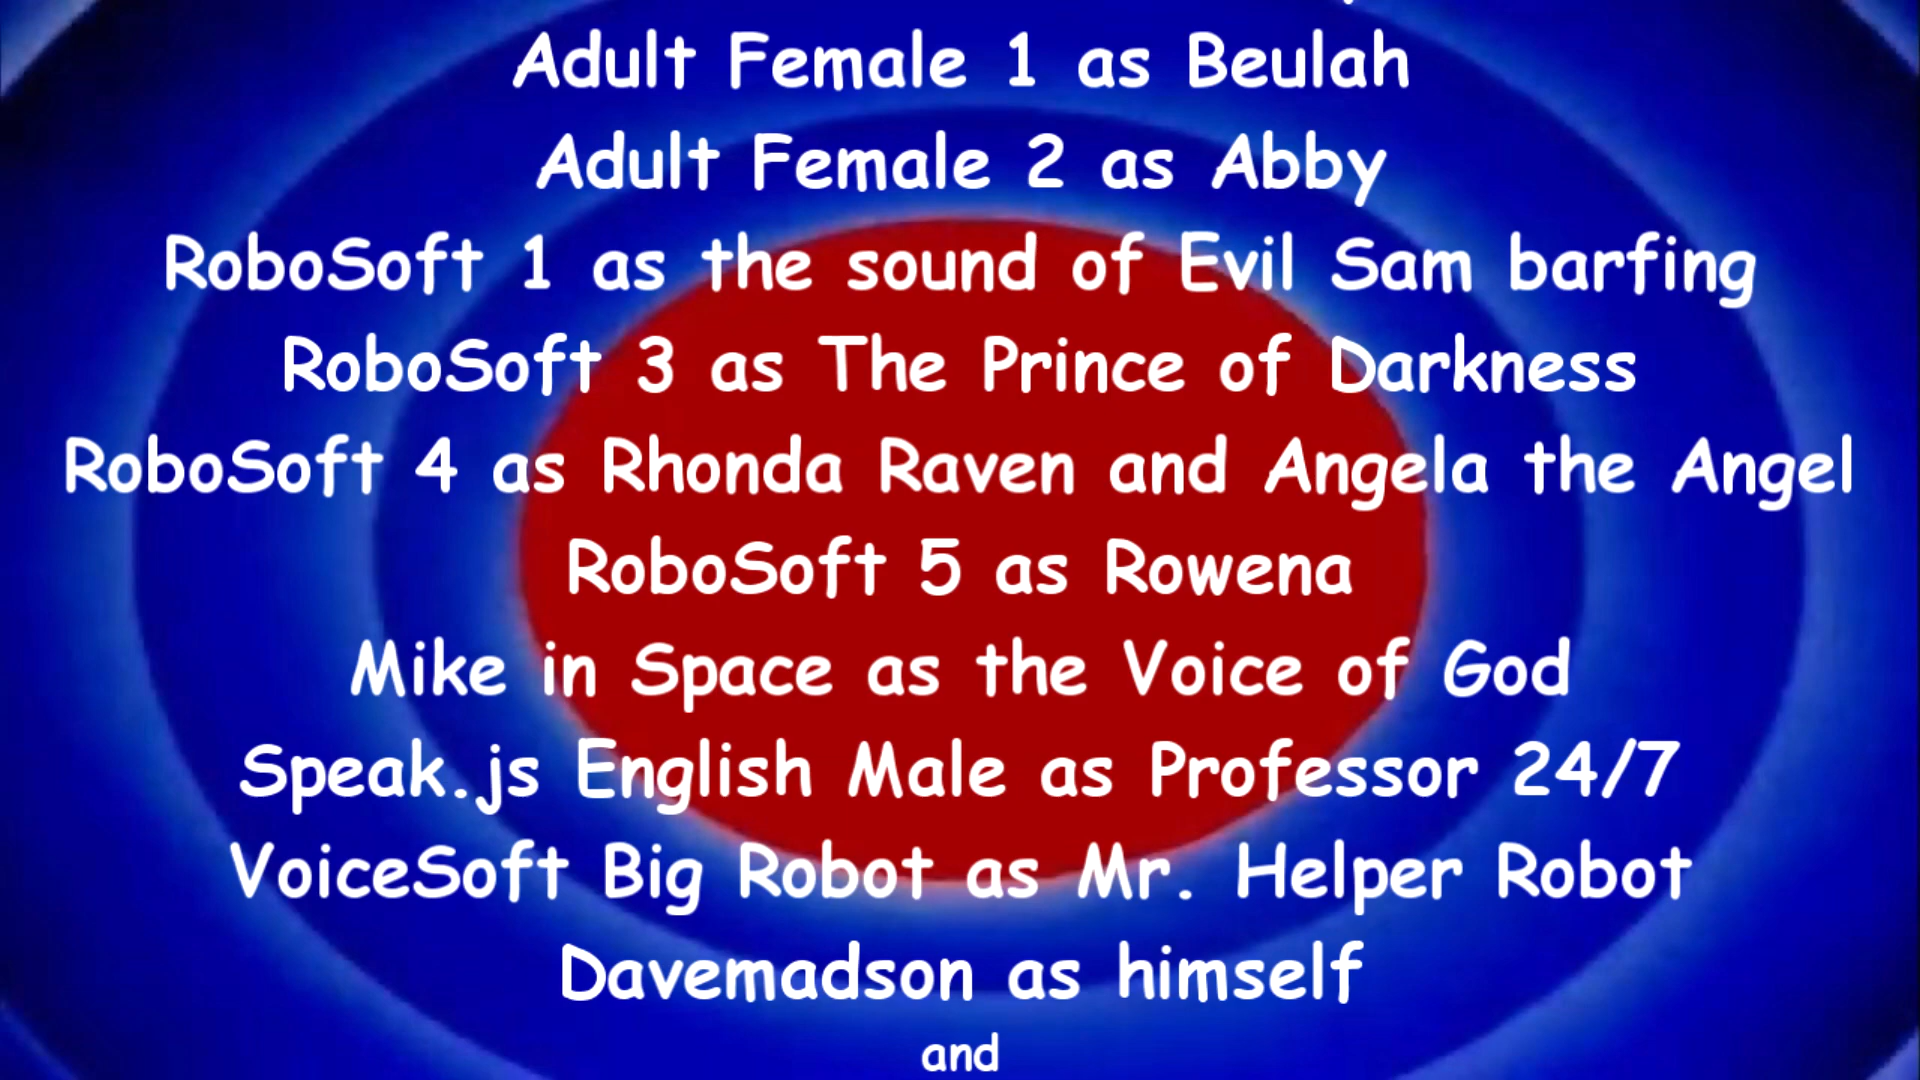 Adult Female 1 as Beulah
Adult Female 2 as Abby
RoboSoft 1 as the sound of Evil Sam barfing
RoboSoft 3 as The Prince of Darkness
RoboSoft 4 as Rhonda Raven and Angela the Angel
RoboSoft 5 as Rowena
Mike in Space as the Voice of God
Speak.js English Male as Professor 24/7
VoiceSoft Big Robot as Mr. Helper Robot
Davemadson as himself
and